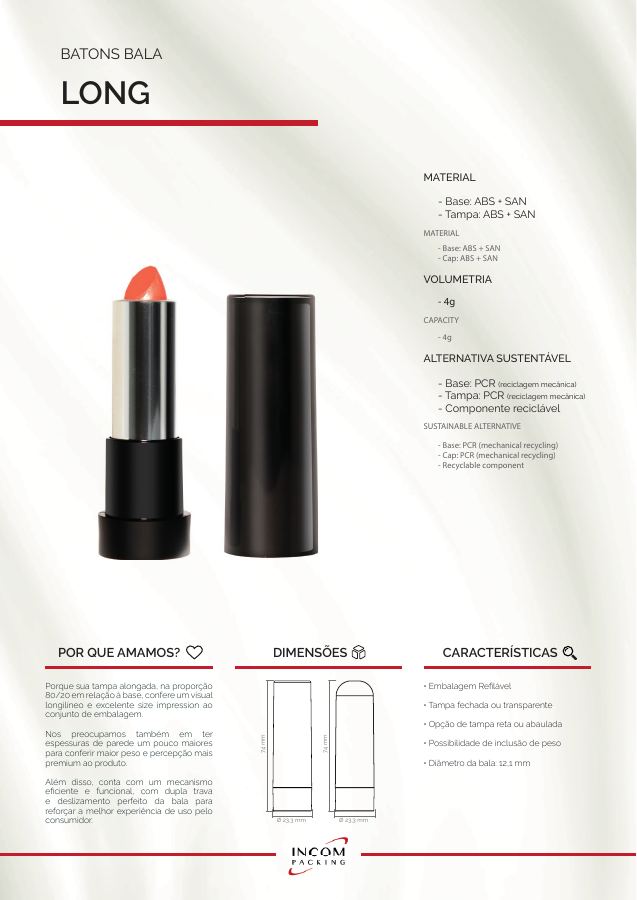 BATONS BALA
LONG
MATERIAL
- Base: ABS + SAN
- Tampa: ABS + SAN
MATERIAL
- Base: ABS + SAN
- Cap: ABS + SAN
VOLUMETRIA
- 4g
CAPACITY
- 4g
ALTERNATIVA SUSTENTÁVEL
- Base: PCR (reciclagem mecânica)
- Tampa: PCR (reciclagem mecânica)
- Componente reciclável
SUSTAINABLE ALTERNATIVE
- Base: PCR (mechanical recycling)
- Cap: PCR (mechanical recycling)
- Recyclable component
POR QUE AMAMOS?
Porque sua tampa alongada, na proporção
80/20 em relação à base, confere um visual
longilíneo e excelente size impression ao
conjunto de embalagem.
Nos preocupamos também em ter
espessuras de parede um pouco maiores
para conferir maior peso e percepção mais
premium ao produto.
Além disso, conta com um mecanismo
eficiente e funcional, com dupla trava
e deslizamento perfeito da bala para
reforçar a melhor experiência de uso pelo
consumidor.
DIMENSÕES
74 mm
74 mm
Ø 23,3 mm
Ø 23,3 mm
CARACTERÍSTICAS
• Embalagem Refilável
• Tampa fechada ou transparente
• Opção de tampa reta ou abaulada
• Possibilidade de inclusão de peso
• Diâmetro da bala: 12,1 mm
INCOM
PACKING